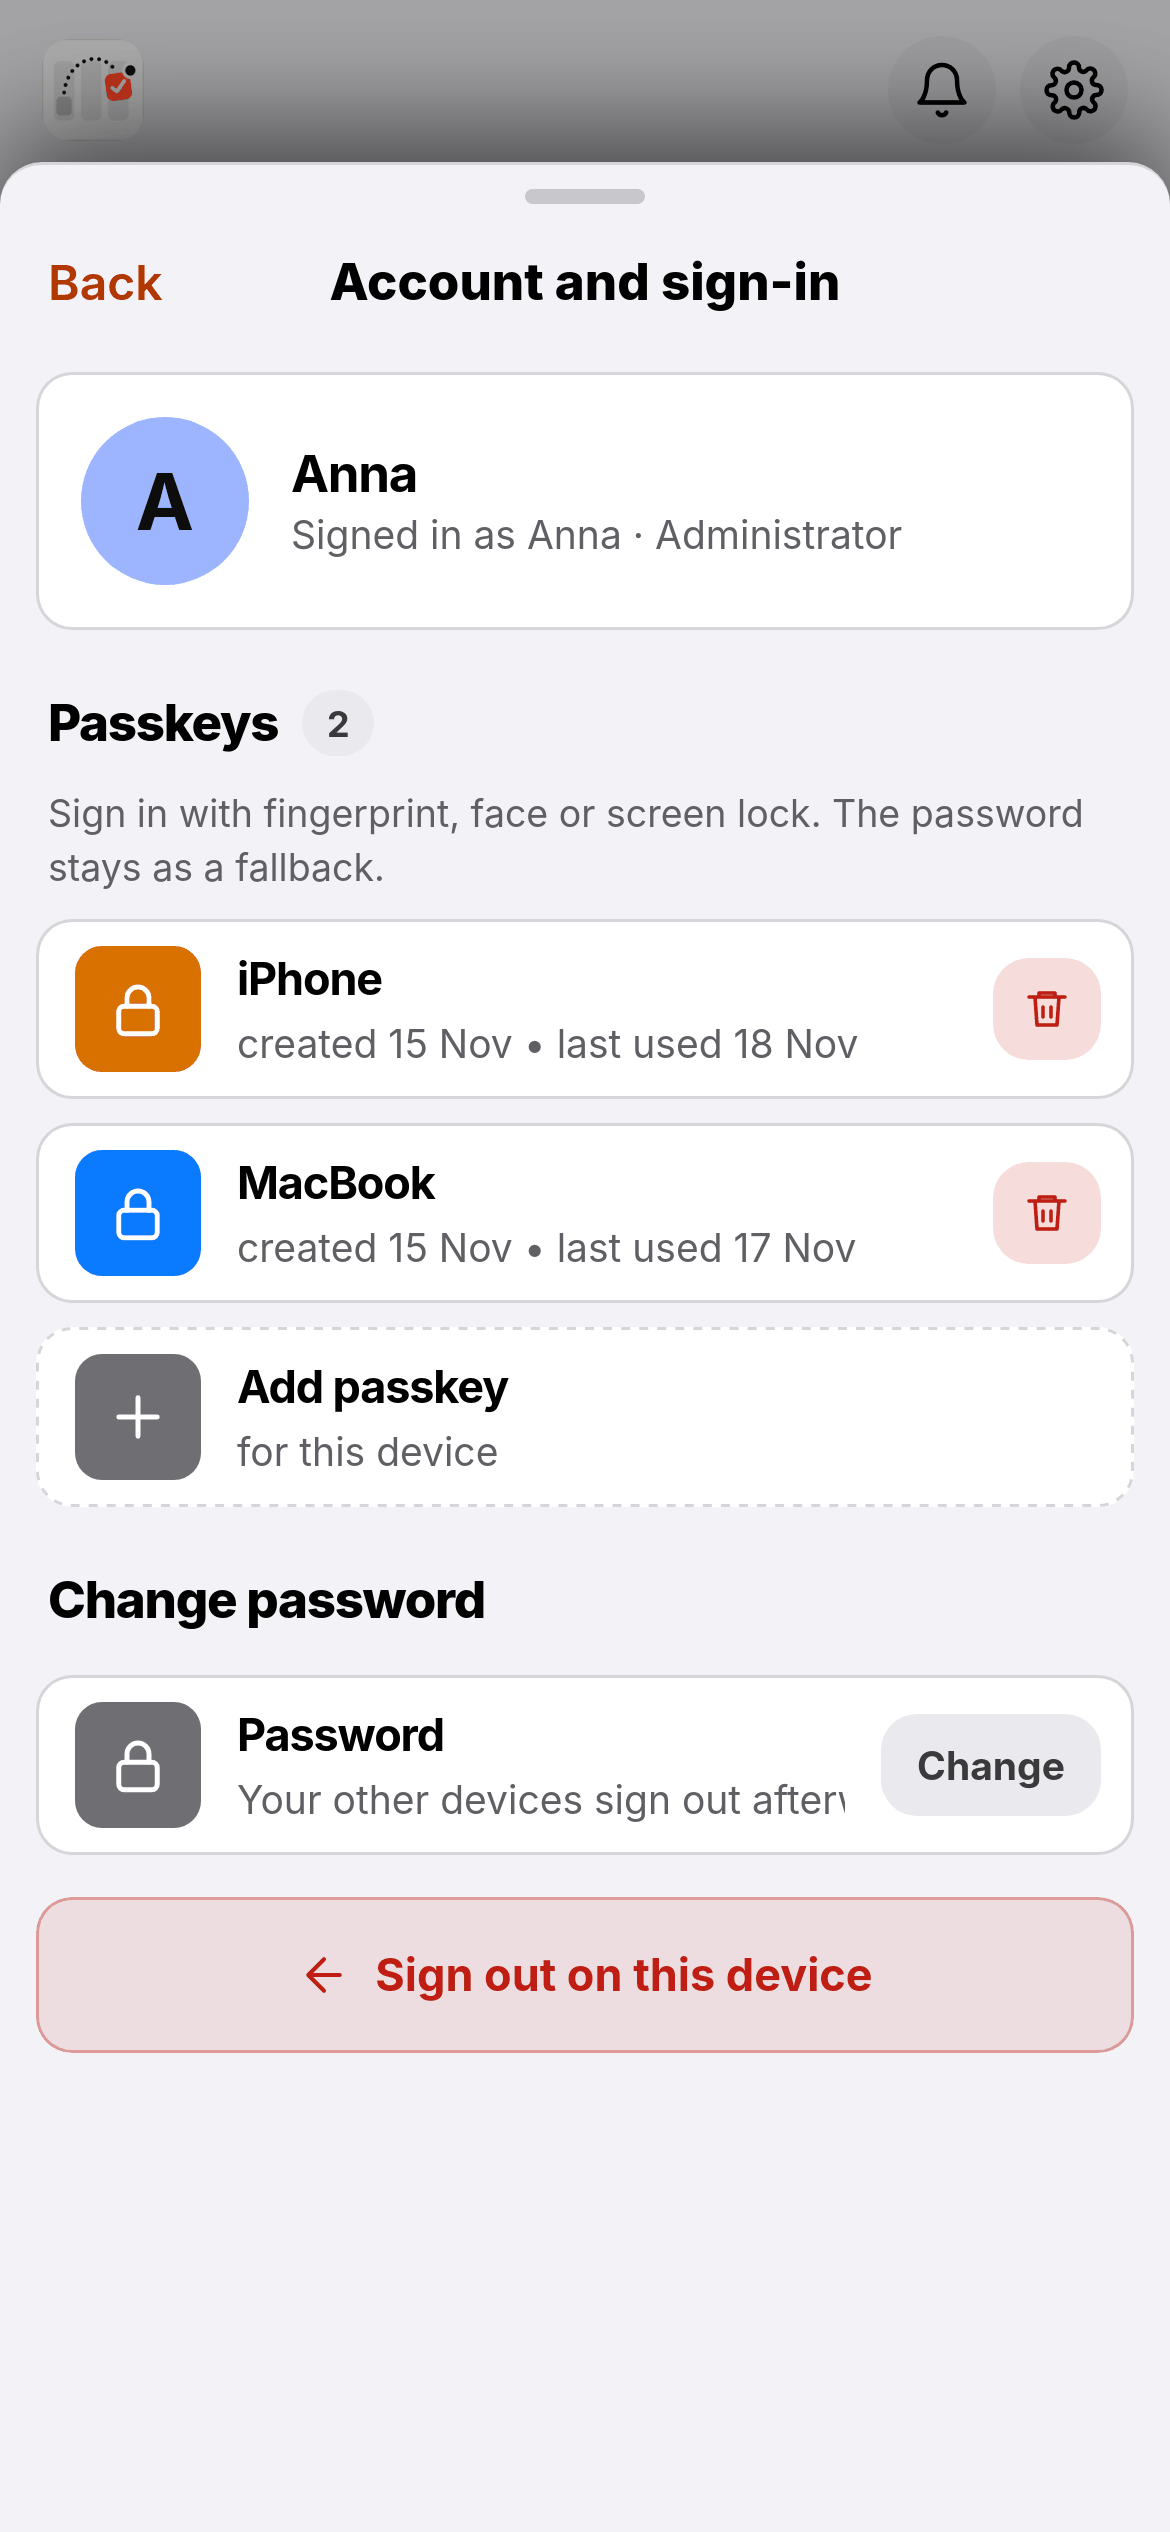 Back
Account and sign-in
A
Anna
Signed in as Anna · Administrator
Passkeys 2
Sign in with fingerprint, face or screen lock. The password
stays as a fallback.
iPhone
created 15 Nov • last used 18 Nov
MacBook
created 15 Nov • last used 17 Nov
Add passkey
for this device
Change password
Password
Your other devices sign out
Change
Sign out on this device